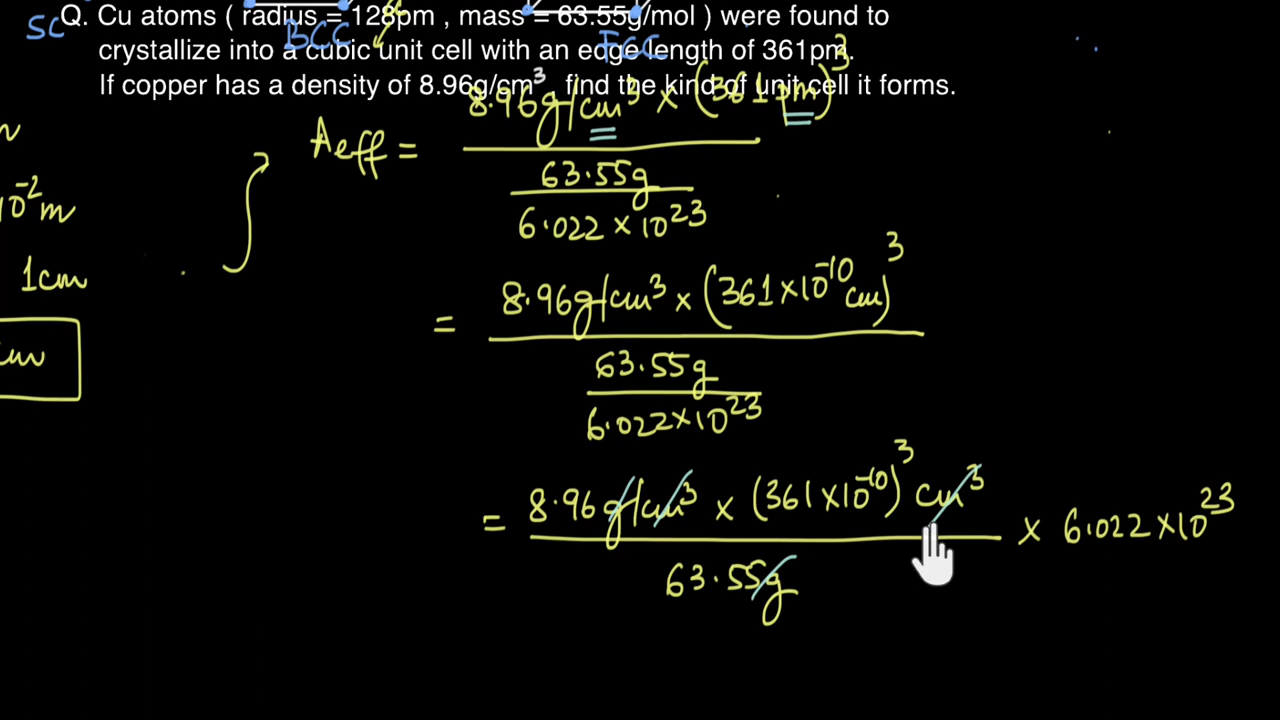 SC
BCC
FCC
Q. Cu atoms ( radius = 128pm , mass = 63.55g/mol ) were found to
crystallize into a cubic unit cell with an edge length of 361pm.
If copper has a density of 8.96g/cm³ , find the kind of unit cell it forms.
m
10⁻²m
1cm
cm
Aeff = 8.96g/cm³ × (361pm)³
63.55g
6.022 × 10²³
= 8.96g/cm³ × (361×10⁻¹⁰cm)³
63.55g
6.022×10²³
= 8.96g/cm³ × (361×10⁻¹⁰)³ cm³ × 6.022×10²³
63.55g